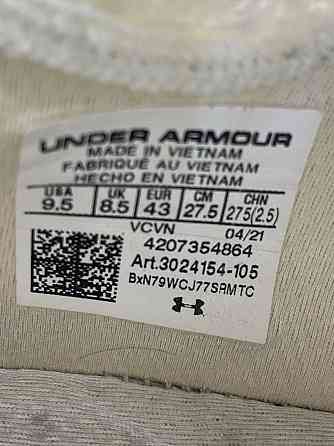 UNDER ARMOUR
MADE IN VIETNAM
FABRIQUÉ AU VIETNAM
HECHO EN VIETNAM
USA UK EUR CM CHN
9.5 8.5 43 27.5 275(2.5)
VCVN 04/21
4207354864
Art.3024154-105
BxN79WCJ77SRMTC